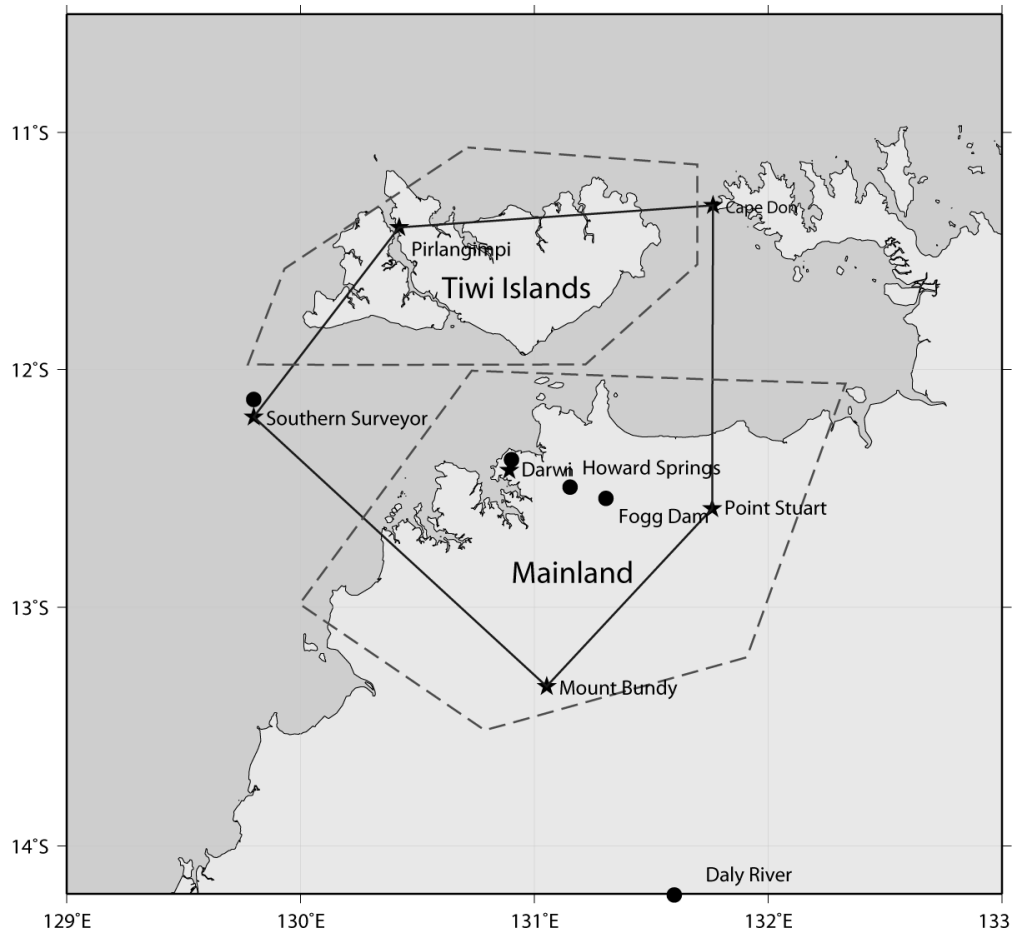 11°S
Cape Don
Pirlangimpi
Tiwi Islands
12°S
Southern Surveyor
Darwin
Howard Springs
Fogg Dam
Point Stuart
Mainland
13°S
Mount Bundy
14°S
Daly River
129°E
130°E
131°E
132°E
133